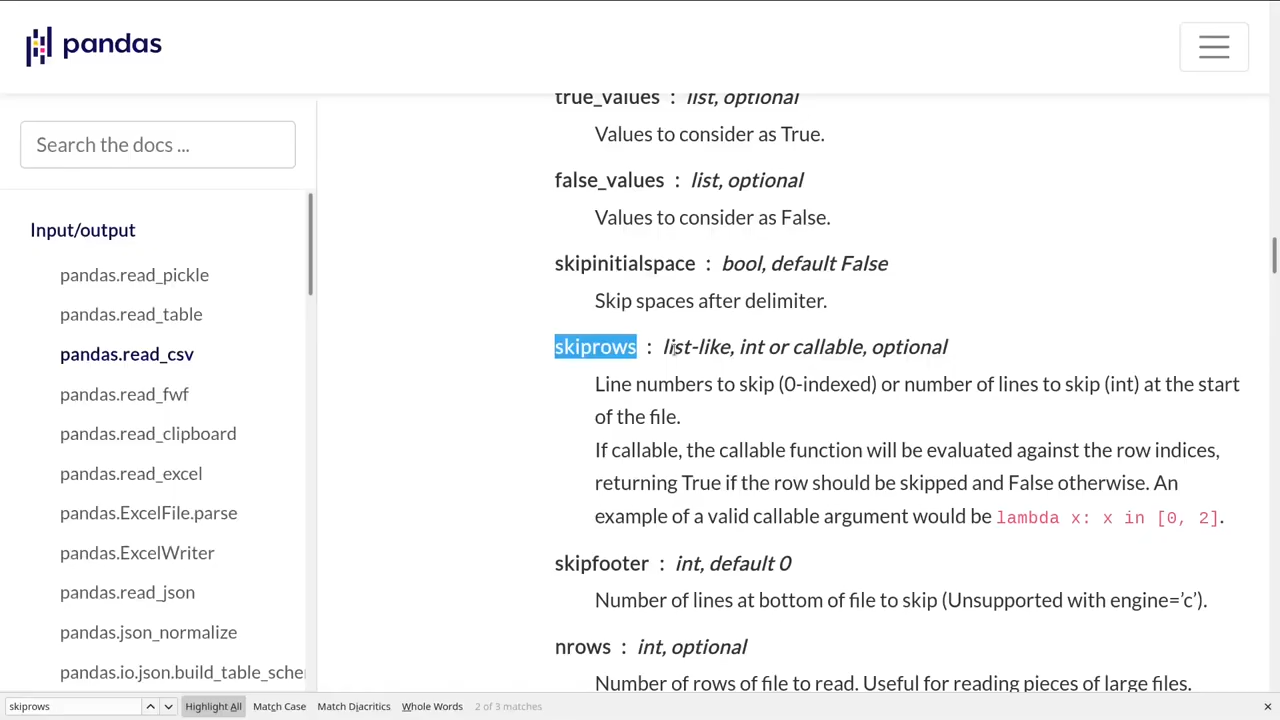 pandas
Search the docs ...
Input/output
pandas.read_pickle
pandas.read_table
pandas.read_csv
pandas.read_fwf
pandas.read_clipboard
pandas.read_excel
pandas.ExcelFile.parse
pandas.ExcelWriter
pandas.read_json
pandas.json_normalize
pandas.io.json.build_table_sche
true_values : list, optional
Values to consider as True.
false_values : list, optional
Values to consider as False.
skipinitialspace : bool, default False
Skip spaces after delimiter.
skiprows : list-like, int or callable, optional
Line numbers to skip (0-indexed) or number of lines to skip (int) at the start
of the file.
If callable, the callable function will be evaluated against the row indices,
returning True if the row should be skipped and False otherwise. An
example of a valid callable argument would be lambda x: x in [0, 2].
skipfooter : int, default 0
Number of lines at bottom of file to skip (Unsupported with engine=’c’).
nrows : int, optional
Number of rows of file to read. Useful for reading pieces of large files.
skiprows Highlight All Match Case Match Diacritics Whole Words 2 of 3 matches